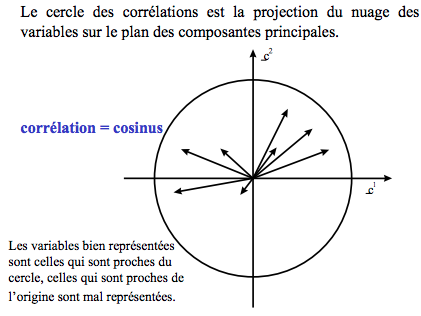 Le cercle des corrélations est la projection du nuage des
variables sur le plan des composantes principales.
c²
corrélation = cosinus
c¹
Les variables bien représentées
sont celles qui sont proches du
cercle, celles qui sont proches de
l'origine sont mal représentées.